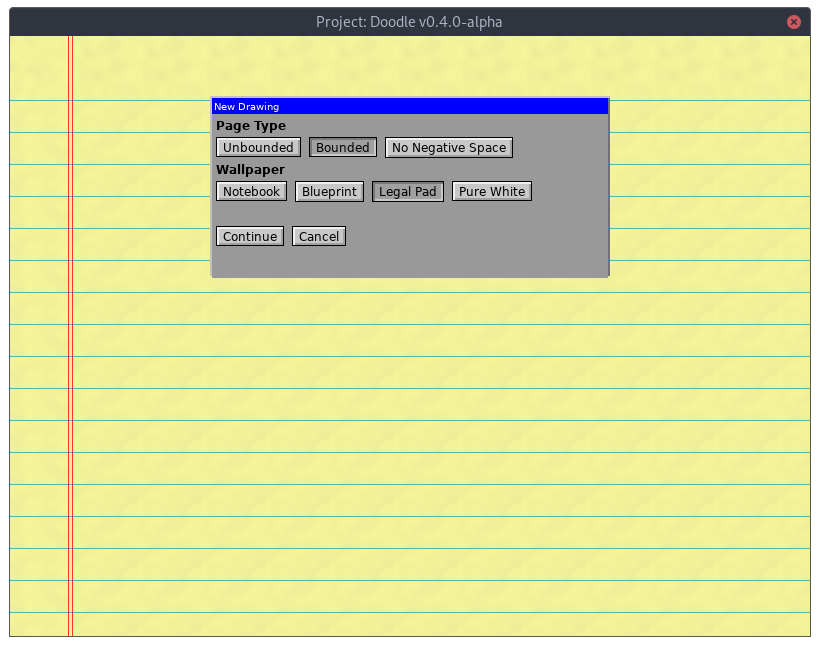 Project: Doodle v0.4.0-alpha
New Drawing
Page Type
Unbounded Bounded No Negative Space
Wallpaper
Notebook Blueprint Legal Pad Pure White
Continue Cancel